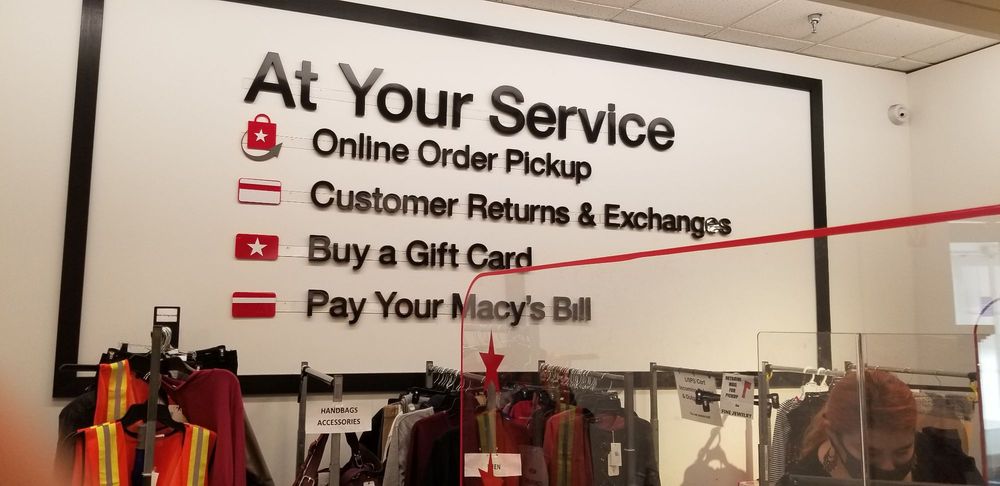 At Your Service
Online Order Pickup
Customer Returns & Exchanges
Buy a Gift Card
Pay Your Macy's Bill
HANDBAGS
ACCESSORIES
FINE JEWELRY